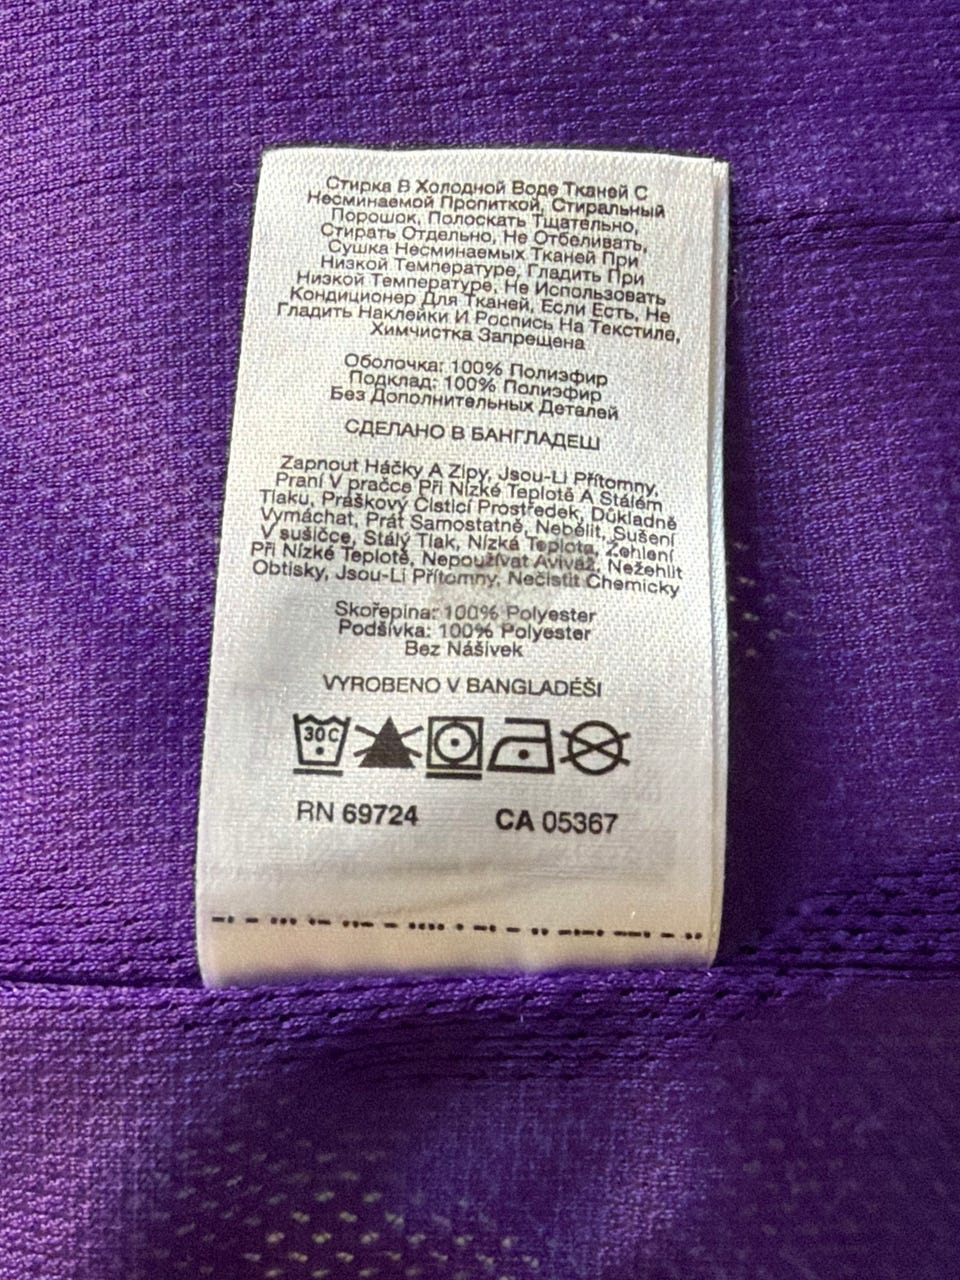 Стирка В Холодной Воде Тканей С
Несминаемой Пропиткой, Стиральный
Порошок, Полоскать Тщательно,
Стирать Отдельно, Не Отбеливать,
Сушка Несминаемых Тканей При
Низкой Температуре, Гладить При
Низкой Температуре, Не Использовать
Кондиционер Для Тканей, Если Есть, Не
Гладить Наклейки И Роспись На Текстиле,
Химчистка Запрещена
Оболочка: 100% Полиэфир
Подклад: 100% Полиэфир
Без Дополнительных Деталей
СДЕЛАНО В БАНГЛАДЕШ
Zapnout Háčky A Zipy, Jsou-Li Přítomny,
Praní V pračce Při Nízké Teplotě A Stálém
Tlaku, Práškový Čisticí Prostředek, Důkladně
Vymáchat, Prát Samostatně, Nebělit, Sušení
V sušičce, Stálý Tlak, Nízká Teplota, Žehlení
Při Nízké Teplotě, Nepoužívat Aviváž, Nežehlit
Obtisky, Jsou-Li Přítomny, Nečistit Chemicky
Skořepina: 100% Polyester
Podšívka: 100% Polyester
Bez Nášivek
VYROBENO V BANGLADÉŠI
30C
RN 69724 CA 05367